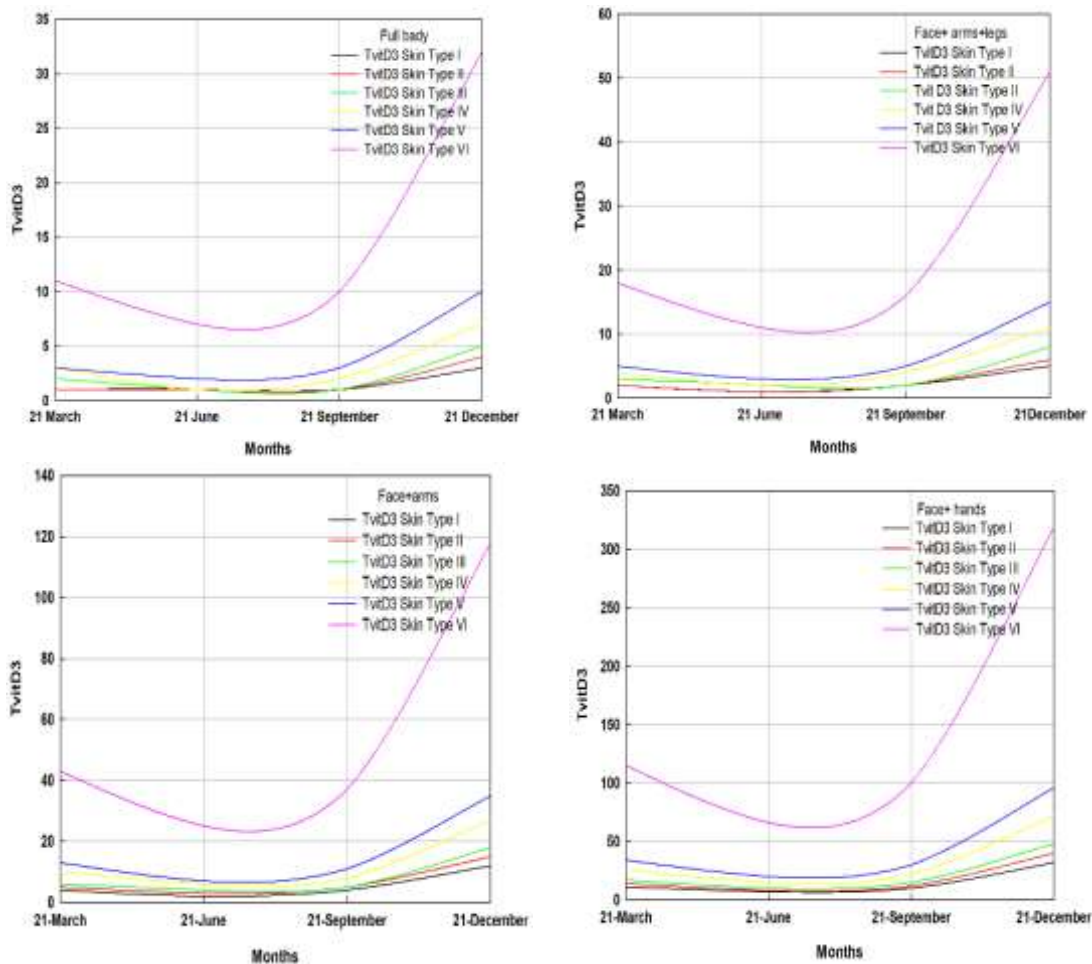 Full bady
TvitD3 Skin Type I
TvitD3 Skin Type II
TvitD3 Skin Type III
TvitD3 Skin Type IV
TvitD3 Skin Type V
TvitD3 Skin Type VI
35
30
25
20
15
10
5
0
TvitD3
21 March
21 June
21 September
21 December
Months
Face+ arms+legs
TvitD3 Skin Type I
TvitD3 Skin Type II
Tvit D3 Skin Type II
Tvit D3 Skin Type IV
Tvit D3 Skin Type V
TvitD3 Skin Type VI
60
50
40
30
20
10
0
TvitD3
21 March
21 June
21 September
21December
Months
Face+arms
TvitD3 Skin Type I
TvitD3 Skin Type II
TvitD3 Skin Type III
TvitD3 Skin Type IV
TvitD3 Skin Type V
TvitD3 Skin Type VI
140
120
100
80
60
40
20
0
TvitD3
21-March
21-June
21-September
21-December
Months
Face+ hands
TvitD3 Skin Type I
TvitD3 Skin Type II
TvitD3 Skin Type III
TvitD3 Skin Type IV
TvitD3 Skin Type V
TvitD3 Skin Type VI
350
300
250
200
150
100
50
0
TvitD3
21-March
21-June
21-September
21-December
Months